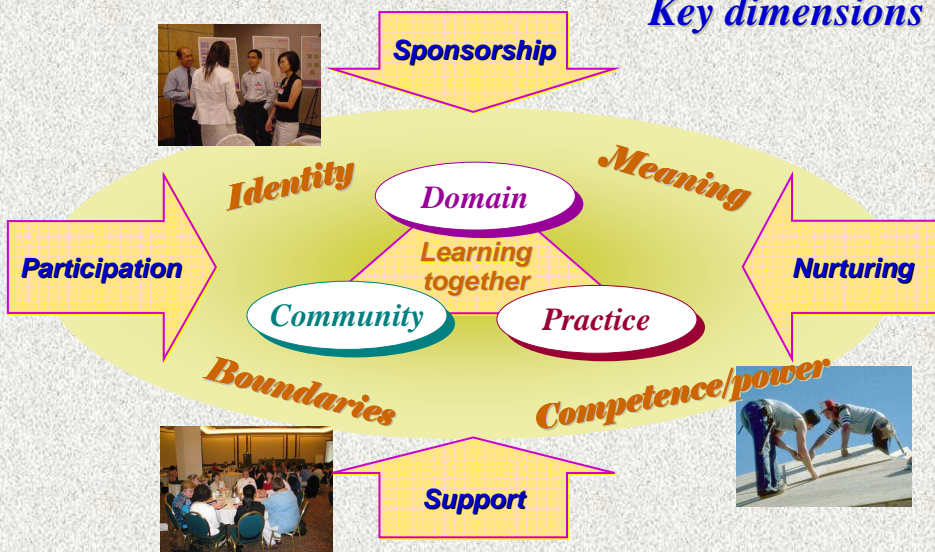 Key dimensions
Sponsorship
Identity
Meaning
Domain
Participation
Learning
together
Nurturing
Community
Practice
Boundaries
Competence/power
Support